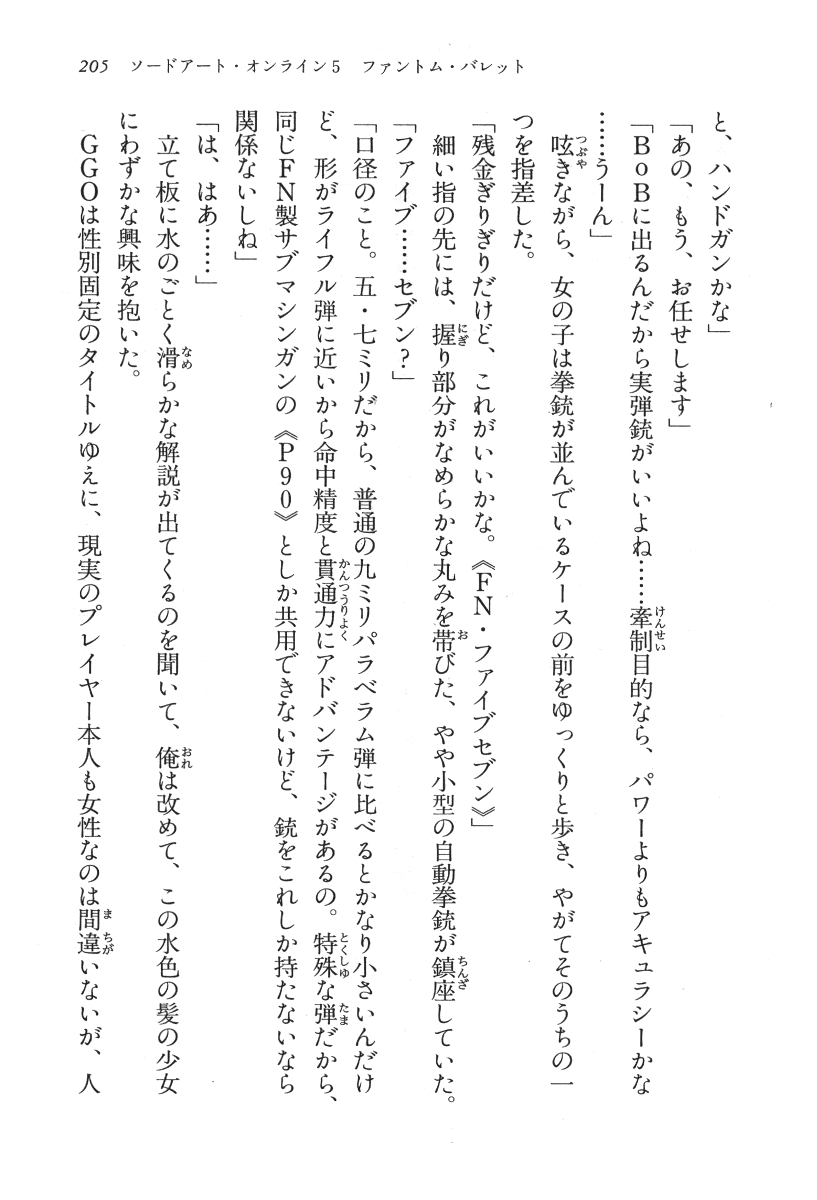 205 ソードアート・オンライン5 ファントム・バレット
と、ハンドガンかな」
「あの、もう、お任せします」
「BoBに出るんだから実弾銃がいいよね……牽制目的なら、パワーよりもアキュラシーかな
……うーん」
　呟きながら、女の子は拳銃が並んでいるケースの前をゆっくりと歩き、やがてそのうちの一
つを指差した。
「残金ぎりぎりだけど、これがいいかな。《FN・ファイブセブン》」
　細い指の先には、握り部分がなめらかな丸みを帯びた、やや小型の自動拳銃が鎮座していた。
「ファイブ……セブン？」
「口径のこと。五・七ミリだから、普通の九ミリパラベラム弾に比べるとかなり小さいんだけ
ど、形がライフル弾に近いから命中精度と貫通力にアドバンテージがあるの。特殊な弾だから、
同じFN製サブマシンガンの《P90》としか共用できないけど、銃をこれしか持たないなら
関係ないしね」
「は、はあ……」
　立て板に水のごとく滑らかな解説が出てくるのを聞いて、俺は改めて、この水色の髪の少女
にわずかな興味を抱いた。
　GGOは性別固定のタイトルゆえに、現実のプレイヤー本人も女性なのは間違いないが、人